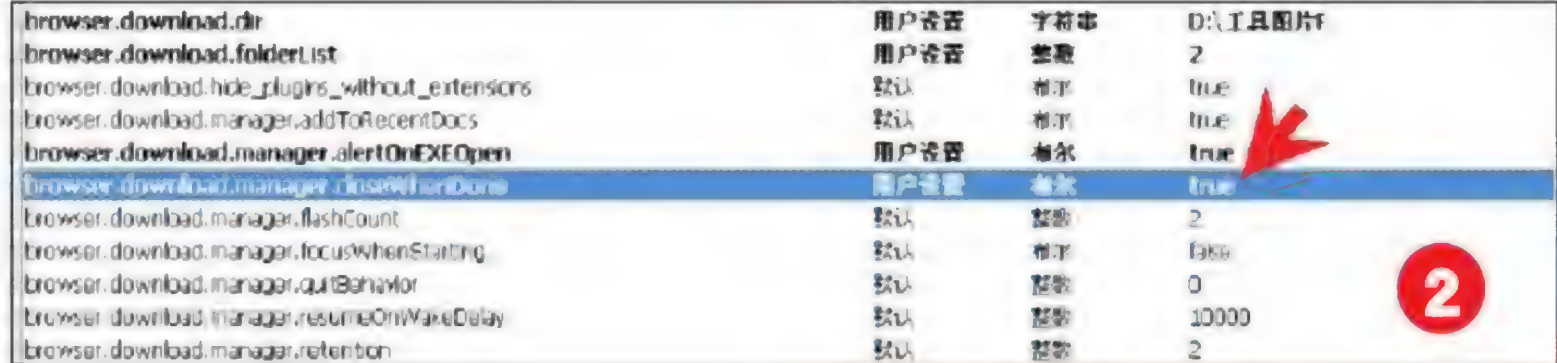 browser.download.dir 用户设置 字符串 D:\工具图片F
browser.download.folderList 用户设置 整数 2
browser.download.hide_plugins_without_extensions 默认 布尔 true
browser.download.manager.addToRecentDocs 默认 布尔 true
browser.download.manager.alertOnEXEOpen 用户设置 布尔 true
browser.download.manager.closeWhenDone 用户设置 布尔 true
browser.download.manager.flashCount 默认 整数 2
browser.download.manager.focusWhenStarting 默认 布尔 false
browser.download.manager.quitBehavior 默认 整数 0
browser.download.manager.resumeOnWakeDelay 默认 整数 10000
browser.download.manager.retention 默认 整数 2
2